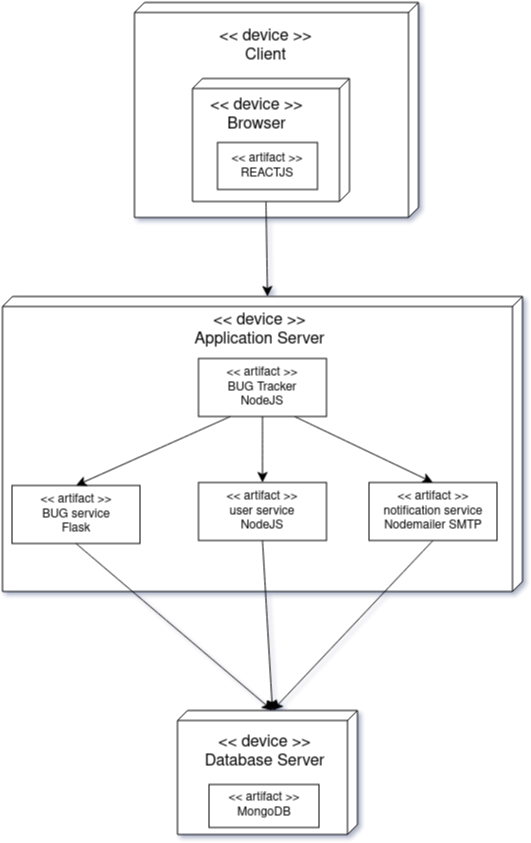 << device >>
Client
<< device >>
Browser
<< artifact >>
REACTJS
<< device >>
Application Server
<< artifact >>
BUG Tracker
NodeJS
<< artifact >>
BUG service
Flask
<< artifact >>
user service
NodeJS
<< artifact >>
notification service
Nodemailer SMTP
<< device >>
Database Server
<< artifact >>
MongoDB